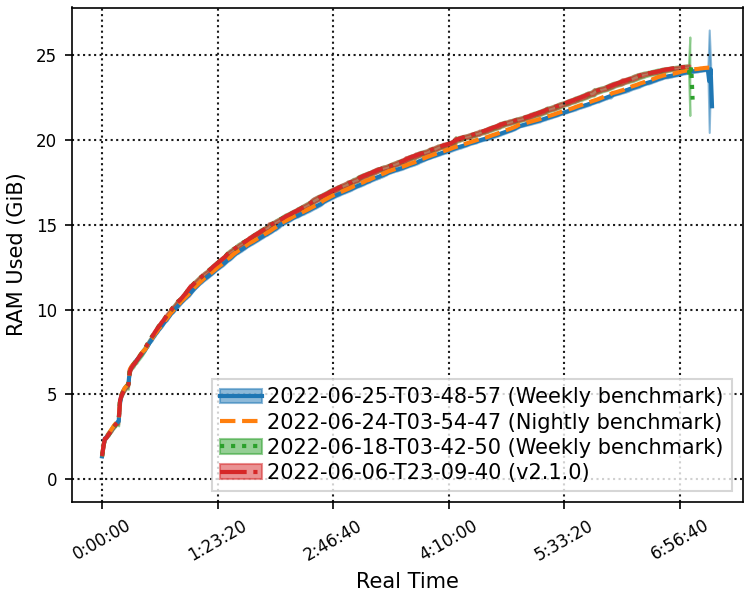 RAM Used (GiB)
25
20
15
10
5
0
2022-06-25-T03-48-57 (Weekly benchmark)
2022-06-24-T03-54-47 (Nightly benchmark)
2022-06-18-T03-42-50 (Weekly benchmark)
2022-06-06-T23-09-40 (v2.1.0)
0:00:00 1:23:20 2:46:40 4:10:00 5:33:20 6:56:40
Real Time